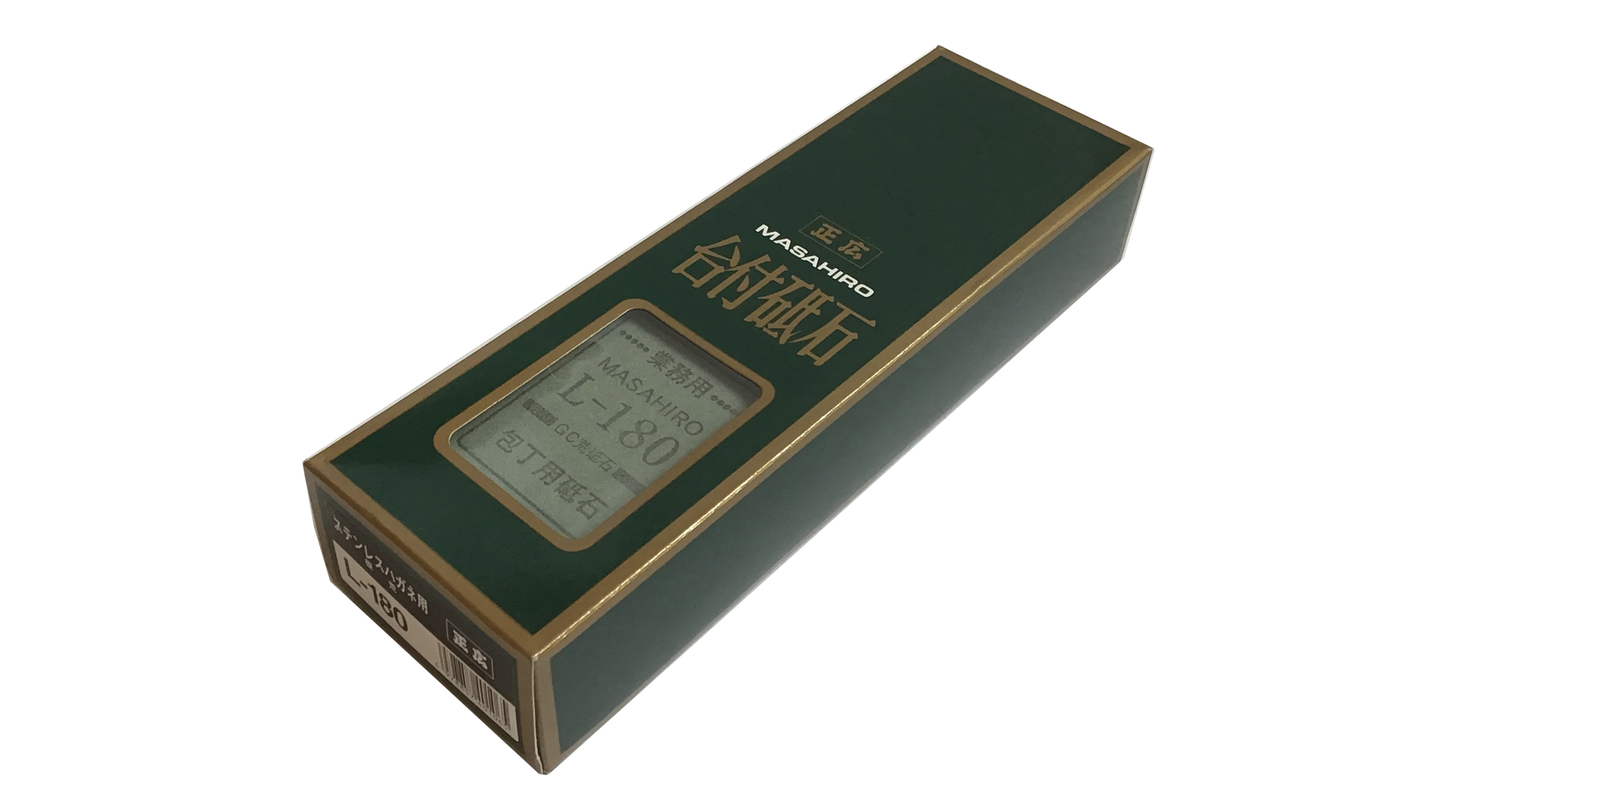 正広
MASAHIRO
台付砥石
業務用
MASAHIRO
L-180
GC荒砥石
包丁用砥石
ステンレスハガネ用
L-180
正広